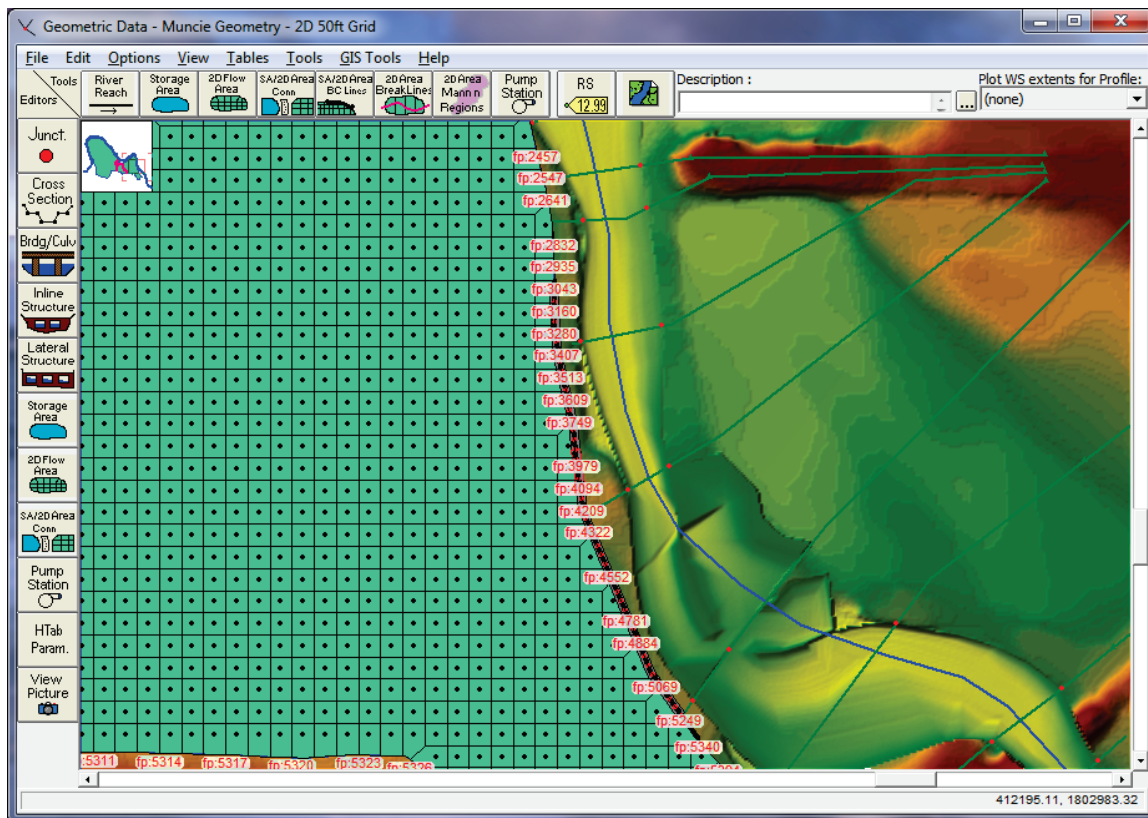 Geometric Data - Muncie Geometry - 2D 50ft Grid
File Edit Options View Tables Tools GIS Tools Help
Tools
Editors
River
Reach
Storage
Area
2D Flow
Area
SA/2D Area
Conn
SA/2D Area
BC Lines
2D Area
BreakLines
2D Area
Mann n
Regions
Pump
Station
RS
12.99
Description :
...
Plot WS extents for Profile:
(none)
Junct.
Cross
Section
Brdg/Culv
Inline
Structure
Lateral
Structure
Storage
Area
2D Flow
Area
SA/2D Area
Conn
Pump
Station
HTab
Param.
View
Picture
fp:2457
fp:2547
fp:2641
fp:2832
fp:2935
fp:3043
fp:3160
fp:3280
fp:3407
fp:3513
fp:3609
fp:3749
fp:3979
fp:4094
fp:4209
fp:4322
fp:4552
fp:4781
fp:4884
fp:5069
fp:5249
fp:5340
:5311 fp:5314 fp:5317 fp:5320 fp:5323 fp:5326
412195.11, 1802983.32